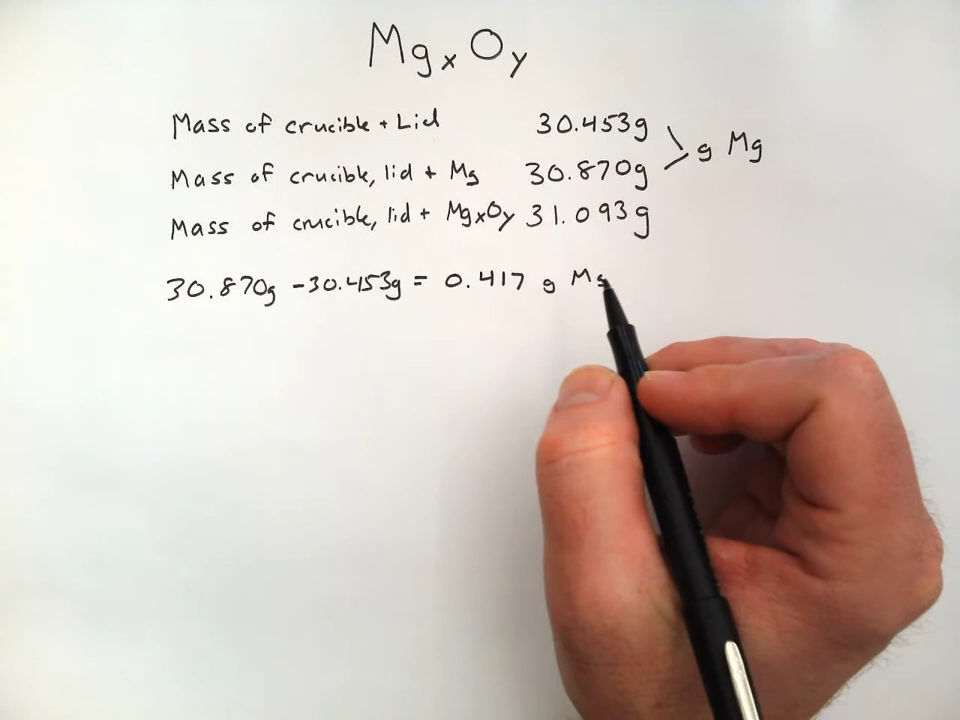 MgxOy
Mass of crucible + Lid 30.453g
g Mg
Mass of crucible, lid + Mg 30.870g
Mass of crucible, lid + MgxOy 31.093g
30.870g - 30.453g = 0.417 g Mg